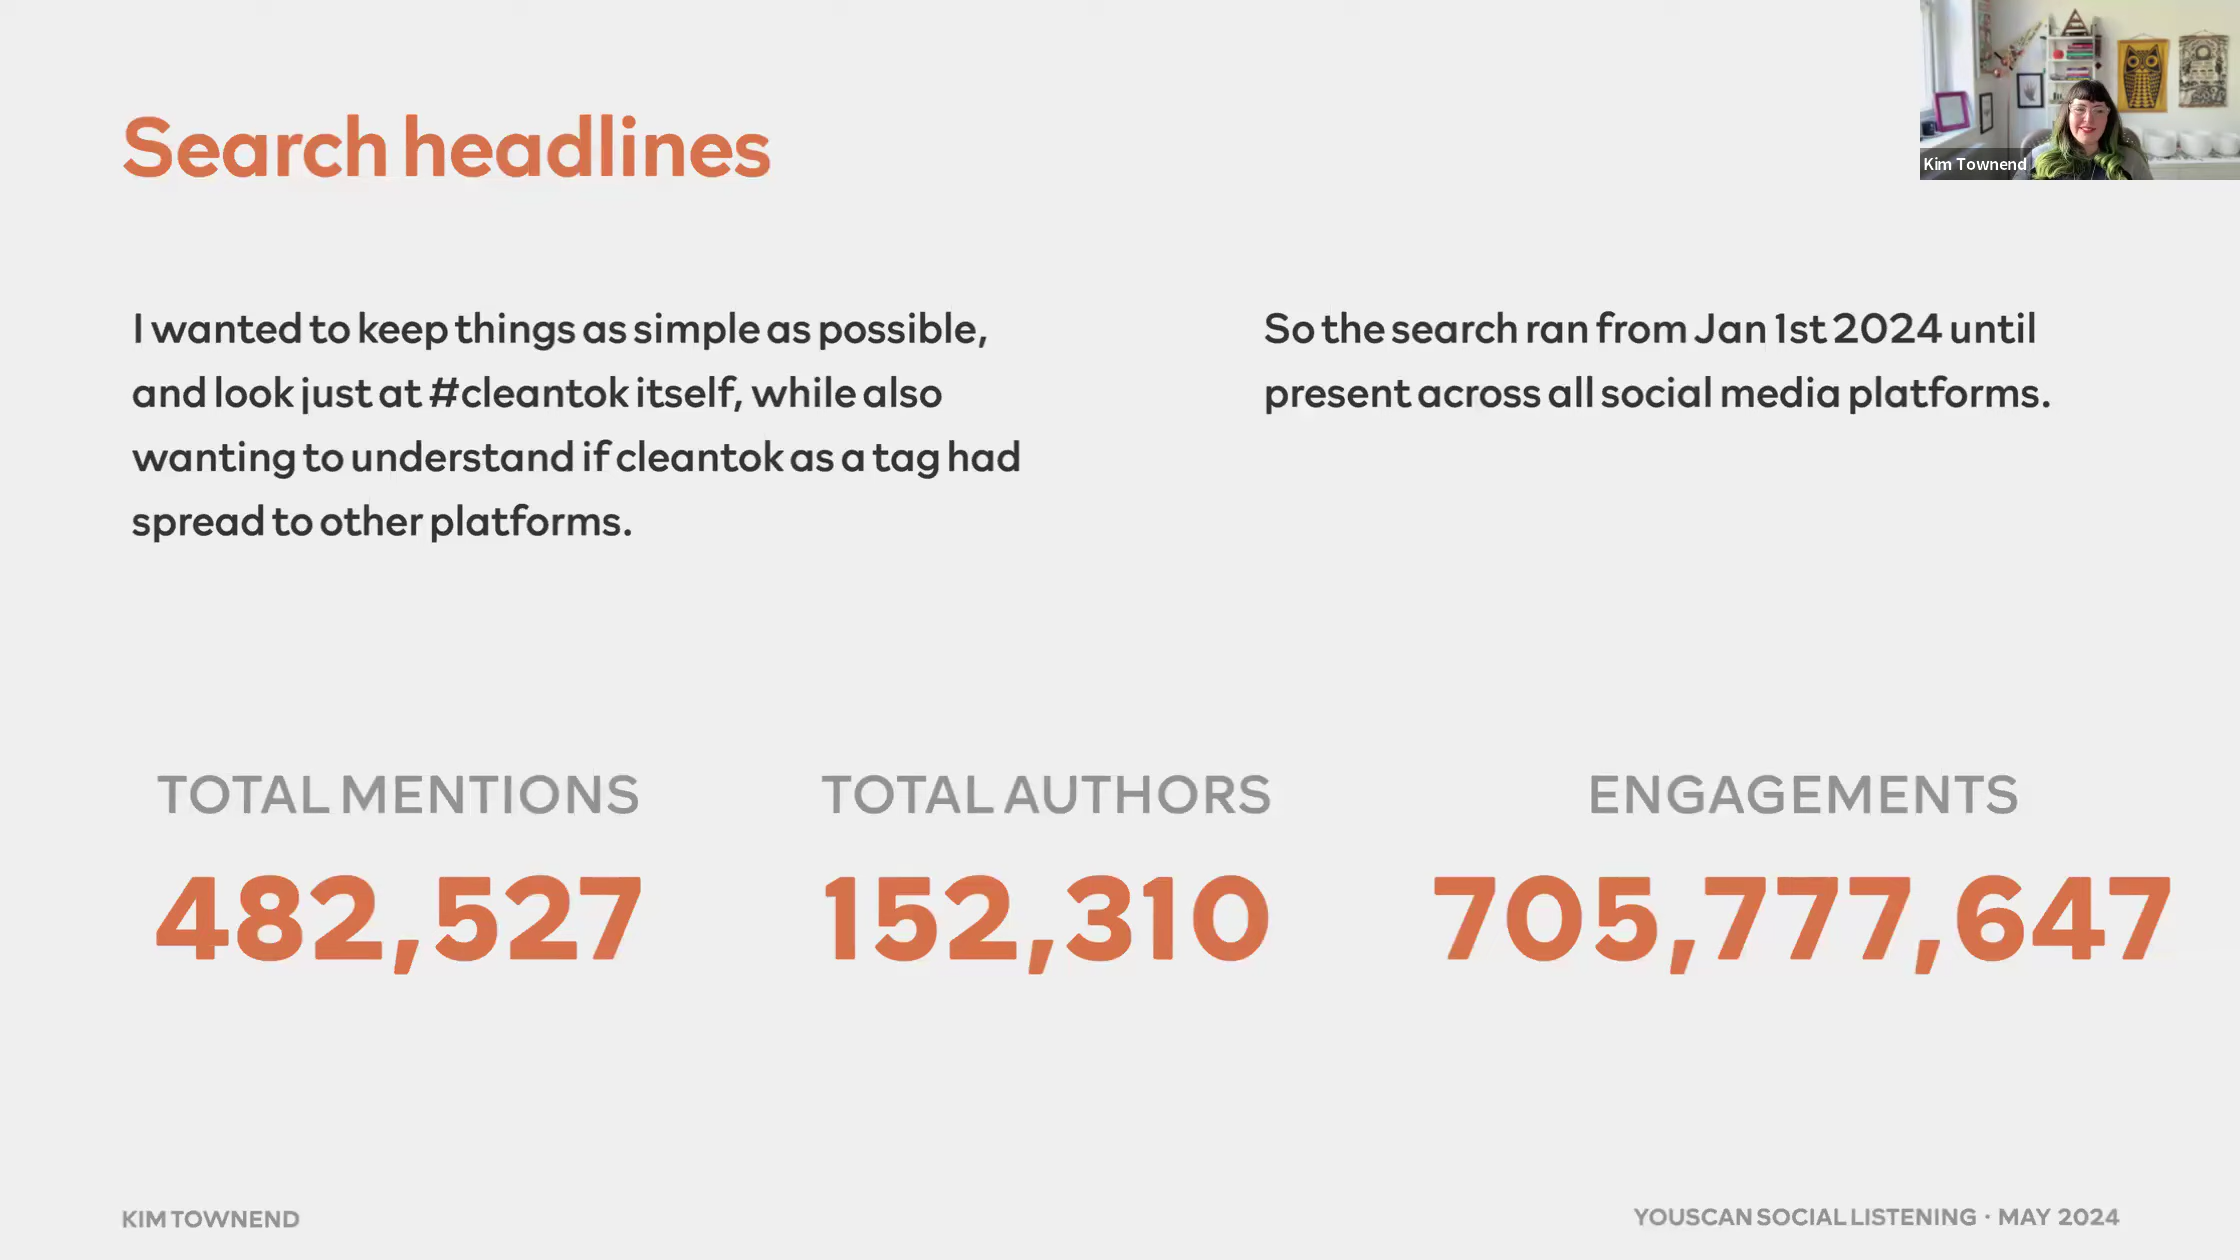 Search headlines
Kim Townend
I wanted to keep things as simple as possible,
and look just at #cleantok itself, while also
wanting to understand if cleantok as a tag had
spread to other platforms.
So the search ran from Jan 1st 2024 until
present across all social media platforms.
TOTAL MENTIONS
482,527
TOTAL AUTHORS
152,310
ENGAGEMENTS
705,777,647
KIM TOWNEND
YOUSCAN SOCIAL LISTENING · MAY 2024